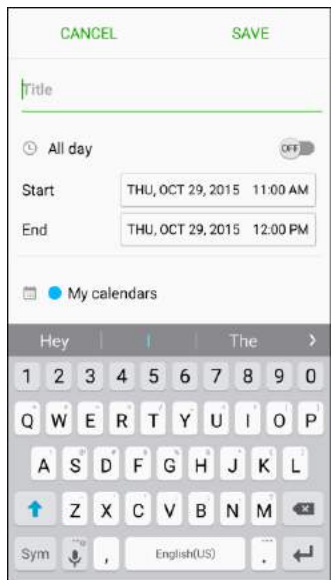 CANCEL SAVE
Title
All day OFF
Start THU, OCT 29, 2015 11:00 AM
End THU, OCT 29, 2015 12:00 PM
My calendars
Hey I The >
1 2 3 4 5 6 7 8 9 0
Q W E R T Y U I O P
A S D F G H J K L
Z X C V B N M
Sym , English(US) .